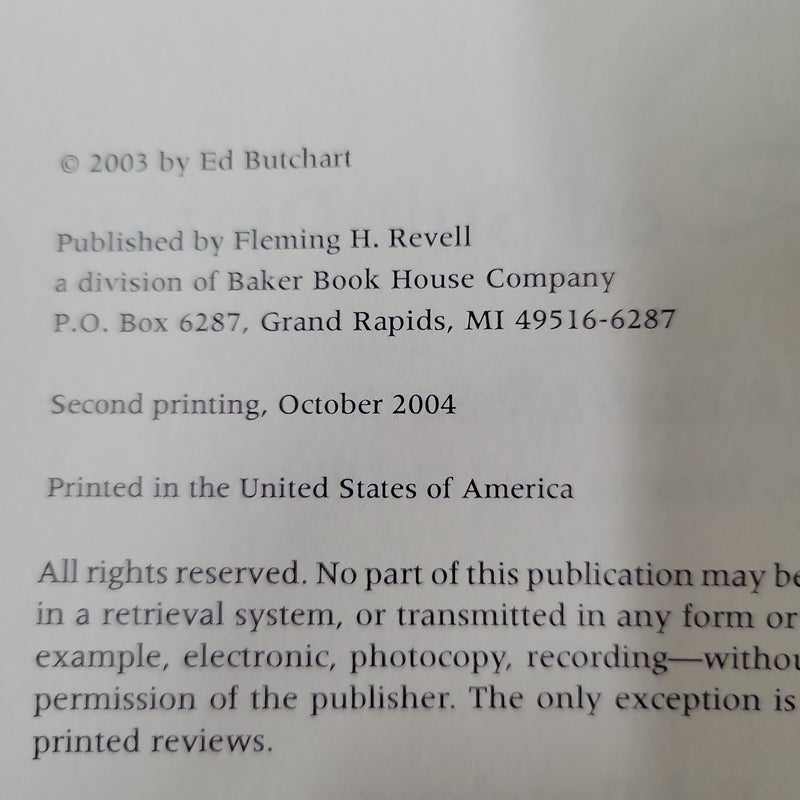 © 2003 by Ed Butchart
Published by Fleming H. Revell
a division of Baker Book House Company
P.O. Box 6287, Grand Rapids, MI 49516-6287
Second printing, October 2004
Printed in the United States of America
All rights reserved. No part of this publication may be
in a retrieval system, or transmitted in any form or
example, electronic, photocopy, recording—withou
permission of the publisher. The only exception is
printed reviews.